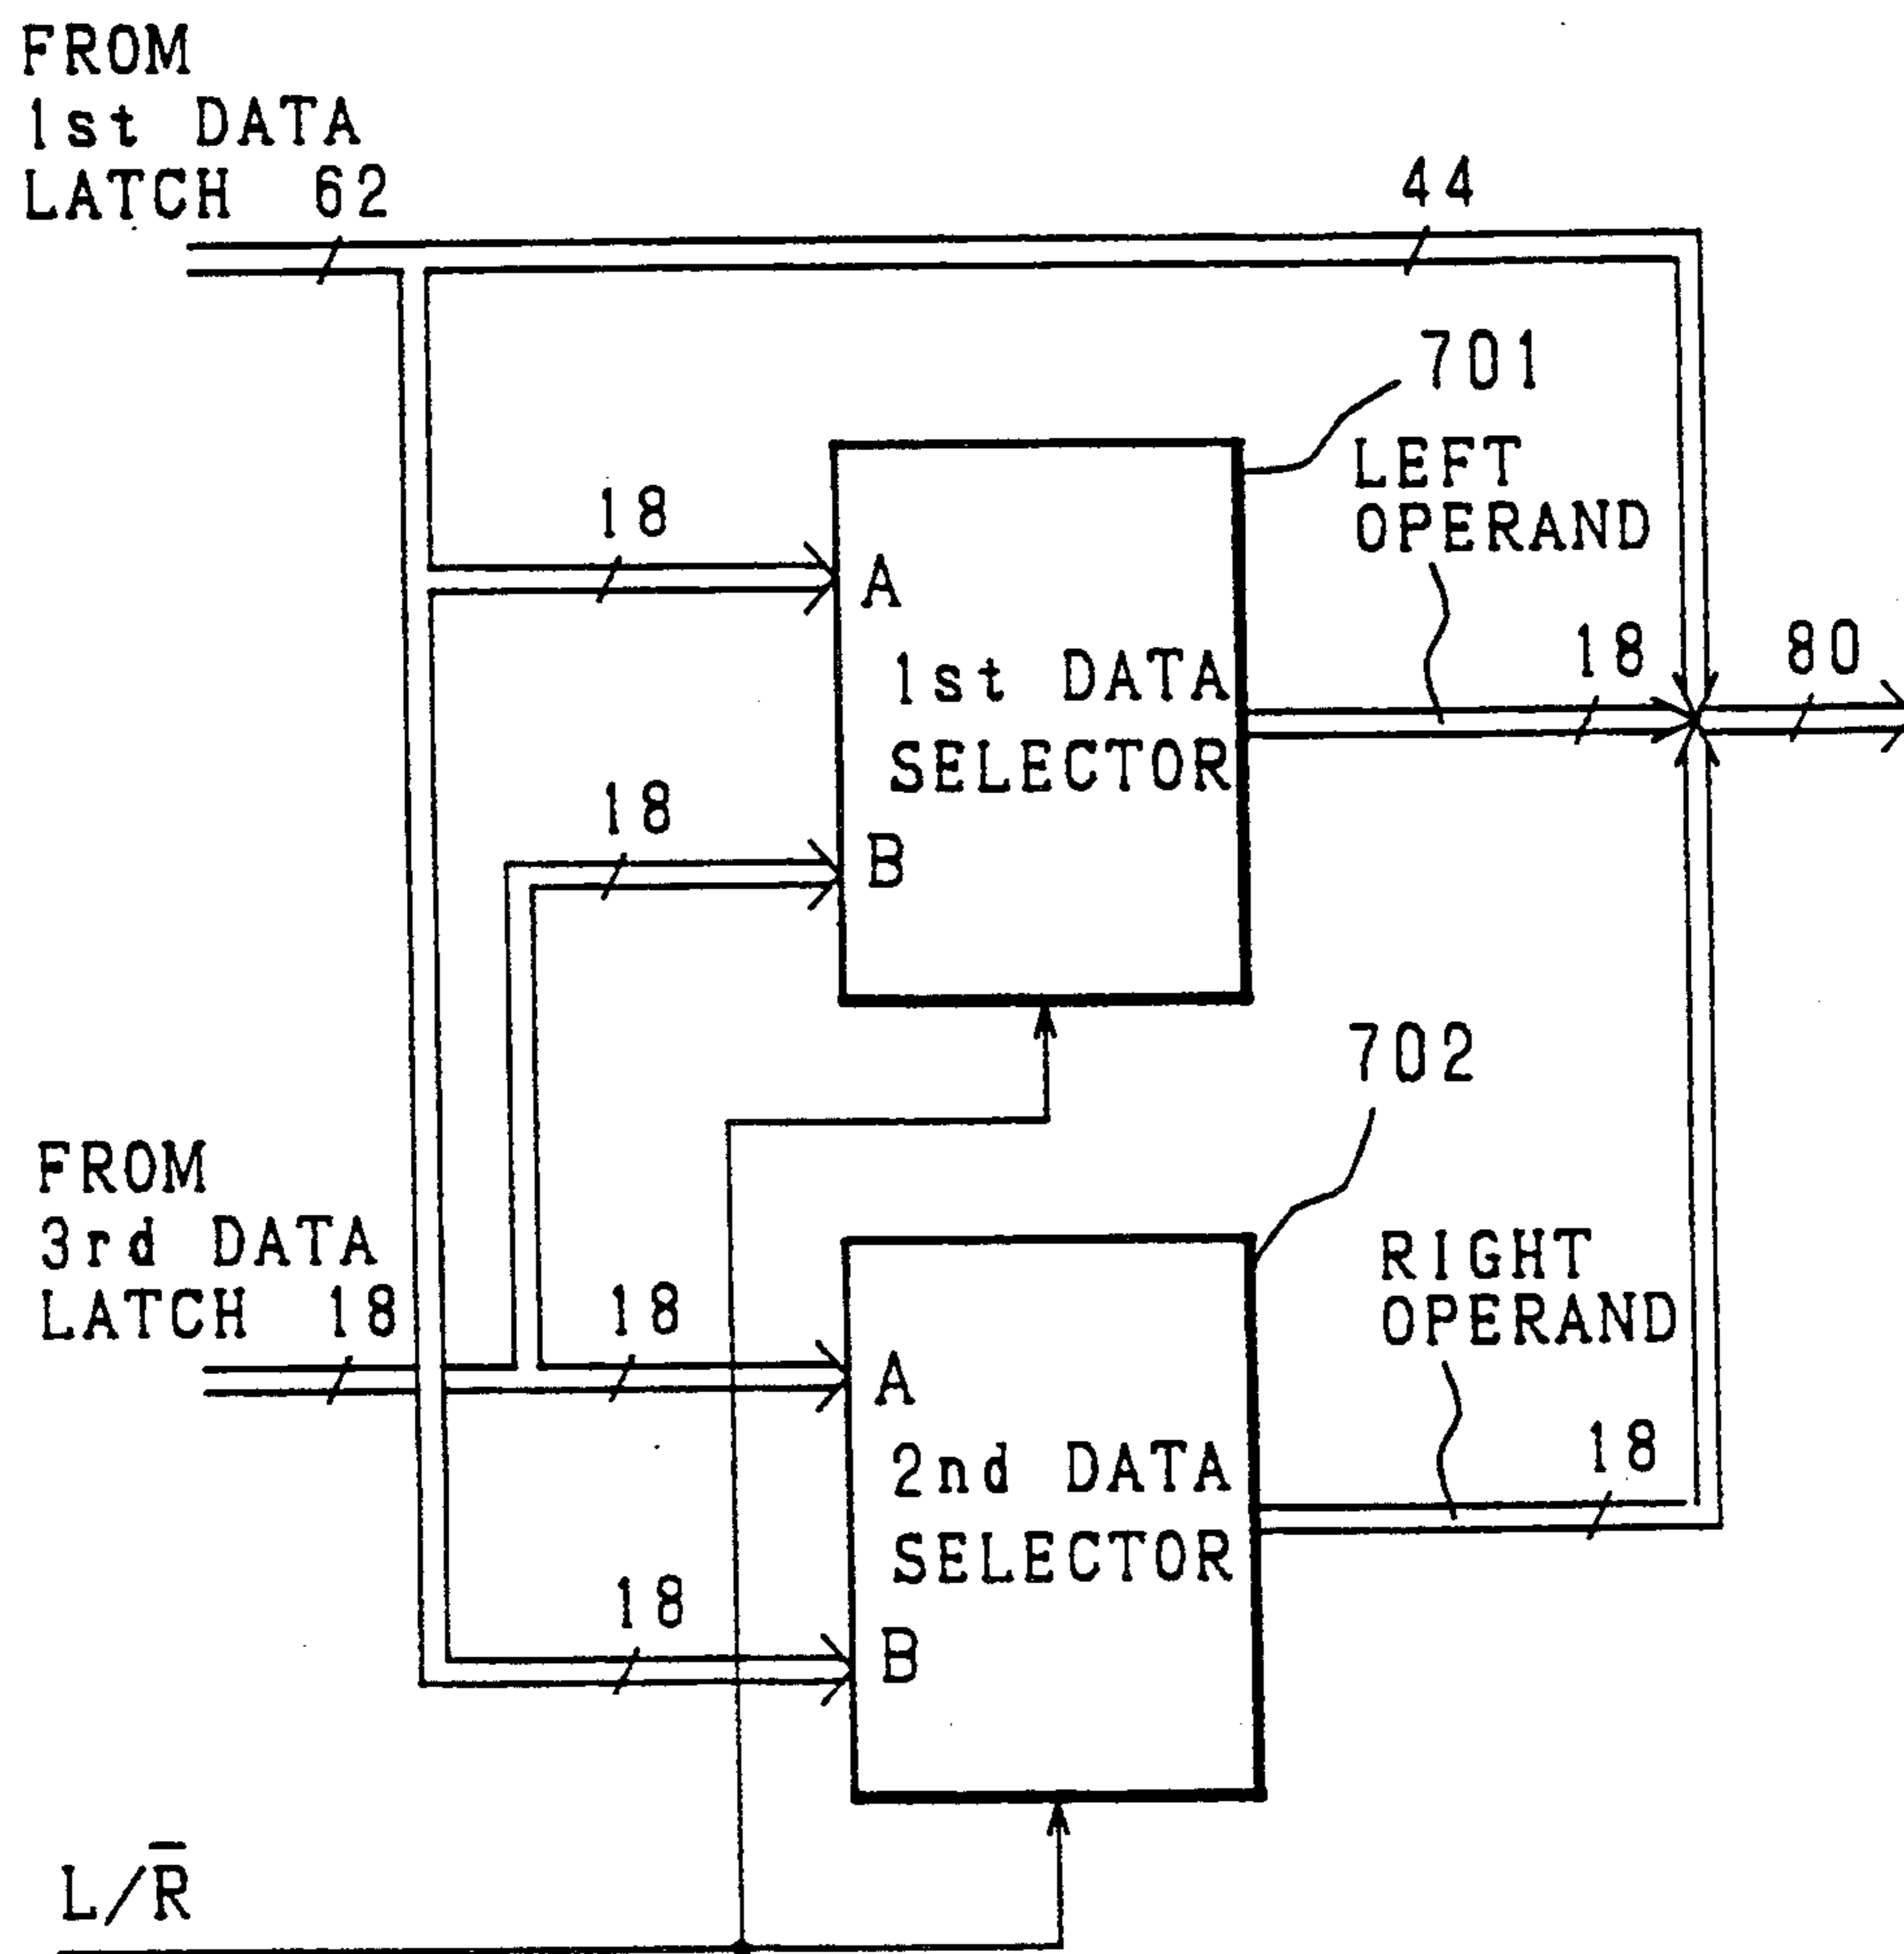 FROM
1st DATA
LATCH 62
44
701
LEFT
OPERAND
18
A
18
80
1st DATA
SELECTOR
18
B
702
FROM
3rd DATA
LATCH 18
18
RIGHT
OPERAND
A
18
2nd DATA
SELECTOR
18
B
L/R̅